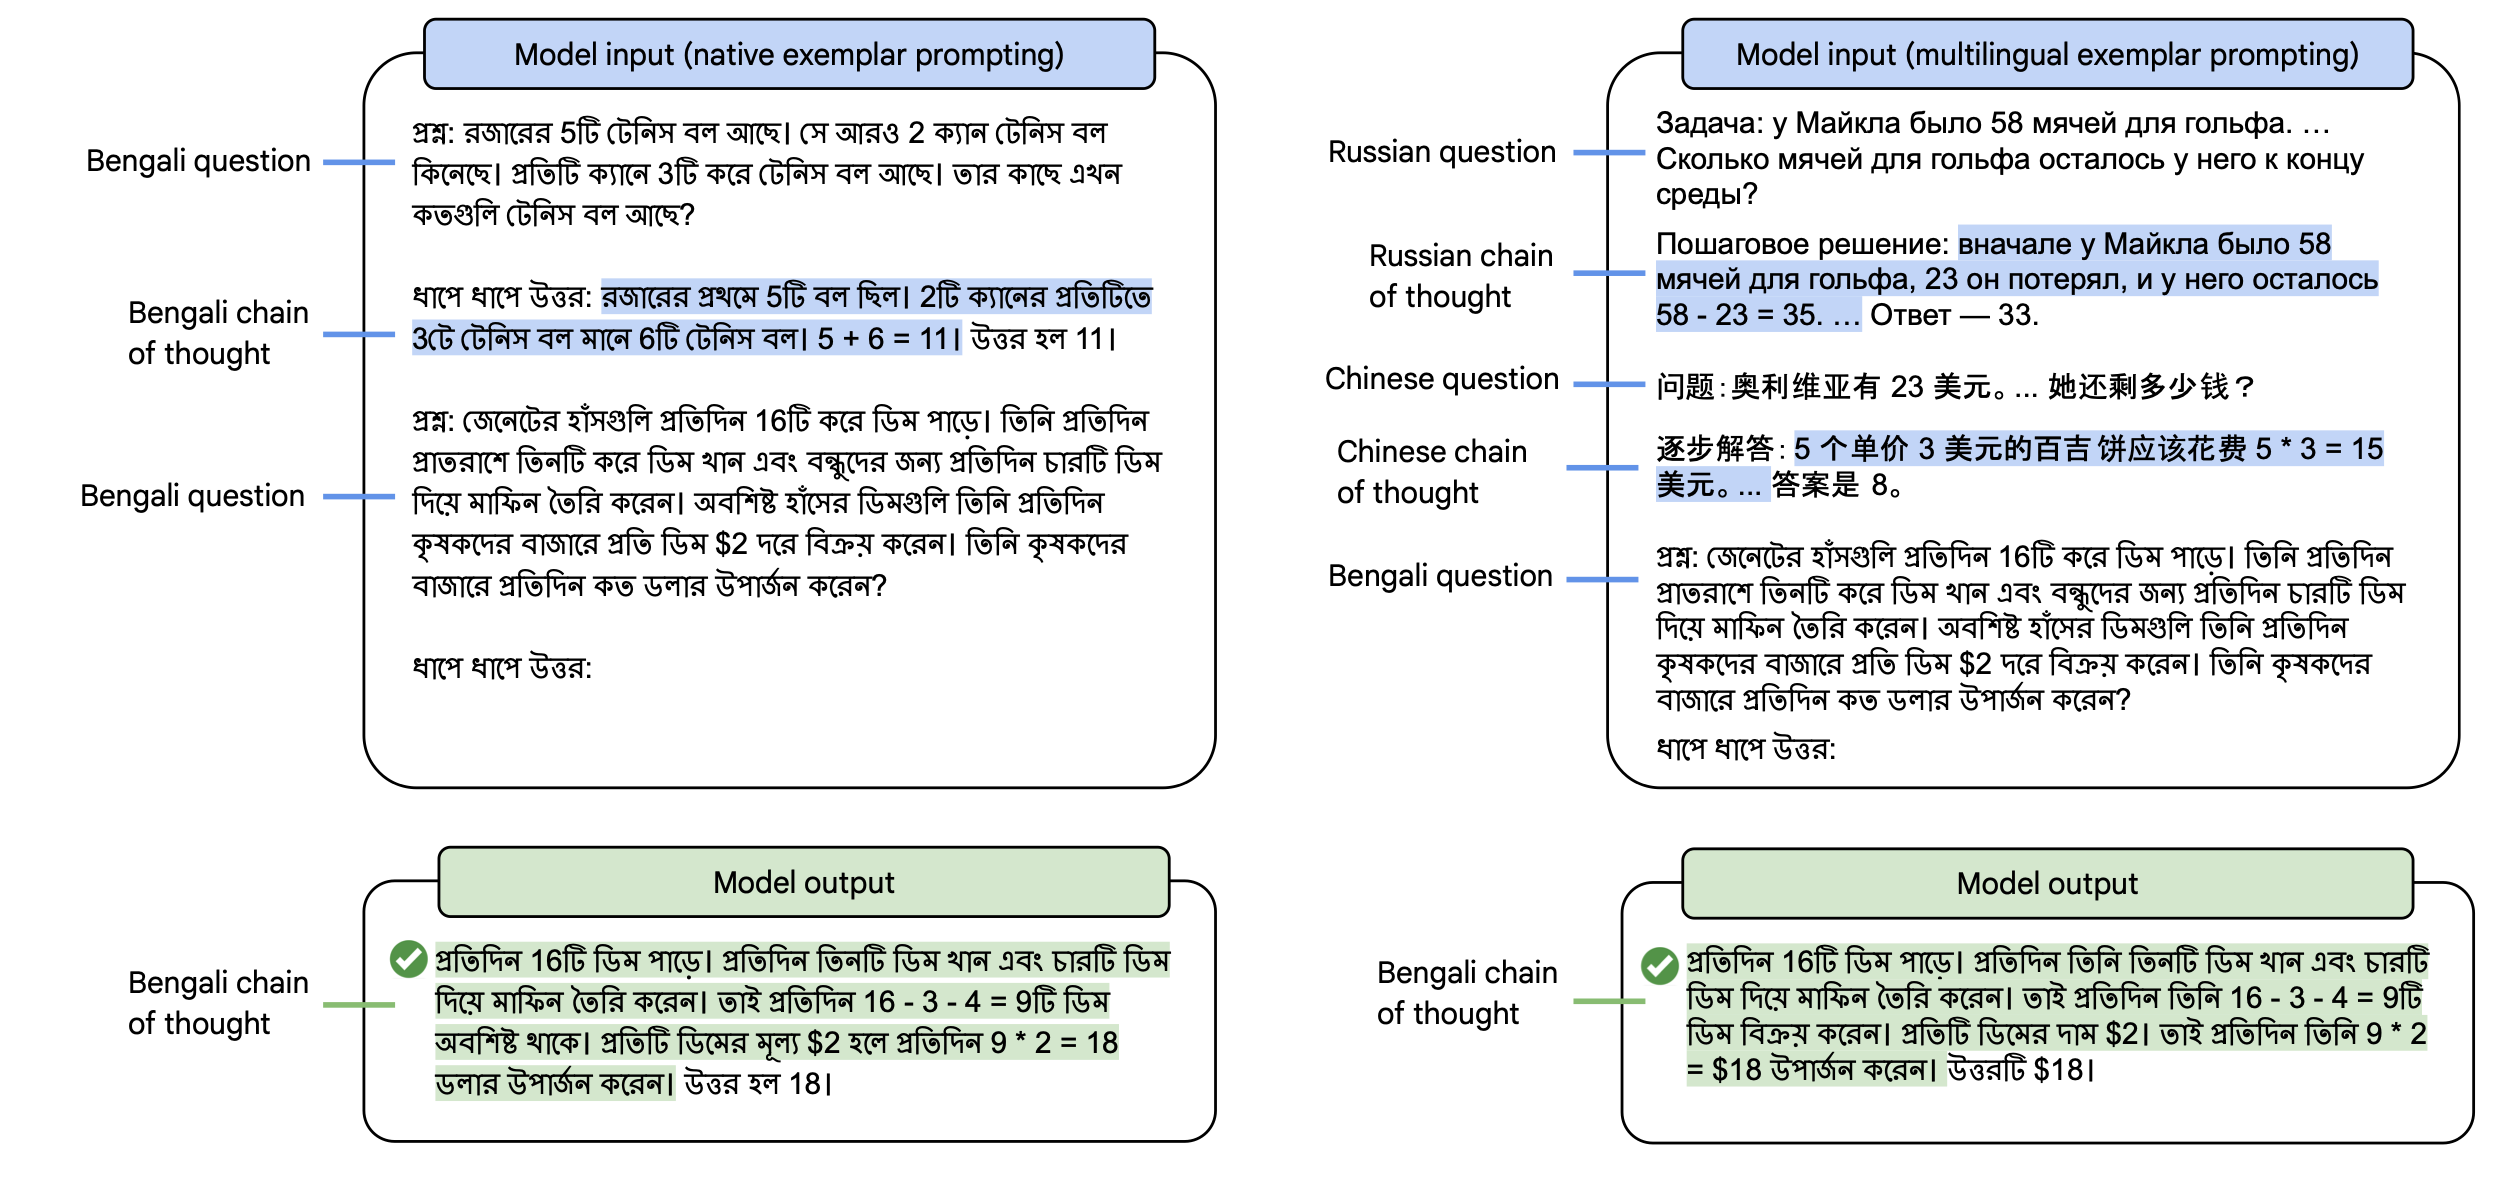 Model input (native exemplar prompting)
Bengali question
প্রশ্ন: রজারের 5টি টেনিস বল আছে। সে আরও 2 ক্যান টেনিস বল
কিনেছে। প্রতিটি ক্যানে 3টি করে টেনিস বল আছে। তার কাছে এখন
কতগুলি টেনিস বল আছে?
Bengali chain
of thought
ধাপে ধাপে উত্তর: রজারের প্রথমে 5টি বল ছিল। 2টি ক্যানের প্রতিটিতে
3টে টেনিস বল মানে 6টি টেনিস বল। 5 + 6 = 11। উত্তর হল 11।
Bengali question
প্রশ্ন: জেনেটের হাঁসগুলি প্রতিদিন 16টি করে ডিম পাড়ে। তিনি প্রতিদিন
প্রাতরাশে তিনটি করে ডিম খান এবং বন্ধুদের জন্য প্রতিদিন চারটি ডিম
দিয়ে মাফিন তৈরি করেন। অবশিষ্ট হাঁসের ডিমগুলি তিনি প্রতিদিন
কৃষকদের বাজারে প্রতি ডিম $2 দরে বিক্রয় করেন। তিনি কৃষকদের
বাজারে প্রতিদিন কত ডলার উপার্জন করেন?
ধাপে ধাপে উত্তর:
Model output
Bengali chain
of thought
প্রতিদিন 16টি ডিম পাড়ে। প্রতিদিন তিনটি ডিম খান এবং চারটি ডিম
দিয়ে মাফিন তৈরি করেন। তাই প্রতিদিন 16 - 3 - 4 = 9টি ডিম
অবশিষ্ট থাকে। প্রতিটি ডিমের মূল্য $2 হলে প্রতিদিন 9 * 2 = 18
ডলার উপার্জন করেন। উত্তর হল 18।
Model input (multilingual exemplar prompting)
Russian question
Задача: у Майкла было 58 мячей для гольфа. …
Сколько мячей для гольфа осталось у него к концу
среды?
Russian chain
of thought
Пошаговое решение: вначале у Майкла было 58
мячей для гольфа, 23 он потерял, и у него осталось
58 - 23 = 35. … Ответ — 33.
Chinese question
问题：奥利维亚有 23 美元。... 她还剩多少钱？
Chinese chain
of thought
逐步解答：5 个单价 3 美元的百吉饼应该花费 5 * 3 = 15
美元。... 答案是 8。
Bengali question
প্রশ্ন: জেনেটের হাঁসগুলি প্রতিদিন 16টি করে ডিম পাড়ে। তিনি প্রতিদিন
প্রাতরাশে তিনটি করে ডিম খান এবং বন্ধুদের জন্য প্রতিদিন চারটি ডিম
দিয়ে মাফিন তৈরি করেন। অবশিষ্ট হাঁসের ডিমগুলি তিনি প্রতিদিন
কৃষকদের বাজারে প্রতি ডিম $2 দরে বিক্রয় করেন। তিনি কৃষকদের
বাজারে প্রতিদিন কত ডলার উপার্জন করেন?
ধাপে ধাপে উত্তর:
Model output
Bengali chain
of thought
প্রতিদিন 16টি ডিম পাড়ে। প্রতিদিন তিনি তিনটি ডিম খান এবং চারটি
ডিম দিয়ে মাফিন তৈরি করেন। তাই প্রতিদিন তিনি 16 - 3 - 4 = 9টি
ডিম বিক্রয় করেন। প্রতিটি ডিমের দাম $2। তাই প্রতিদিন তিনি 9 * 2
= $18 উপার্জন করেন। উত্তরটি $18।